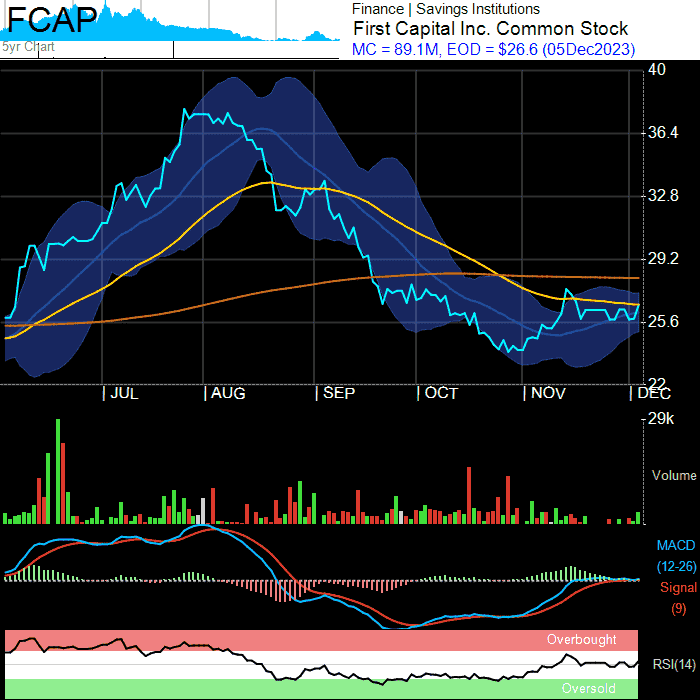 FCAP
5yr Chart
Finance | Savings Institutions
First Capital Inc. Common Stock
MC = 89.1M, EOD = $26.6 (05Dec2023)
40
36.4
32.8
29.2
25.6
22
| JUL | AUG | SEP | OCT | NOV | DEC
29k
Volume
MACD
(12-26)
Signal
(9)
Overbought
RSI(14)
Oversold